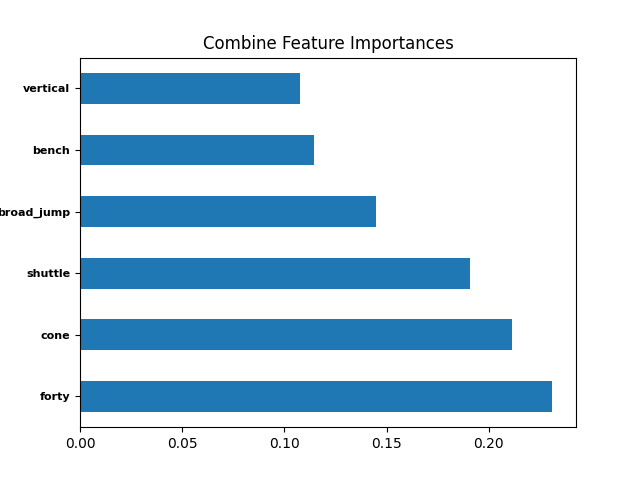 Combine Feature Importances
vertical
bench
broad_jump
shuttle
cone
forty
0.00 0.05 0.10 0.15 0.20